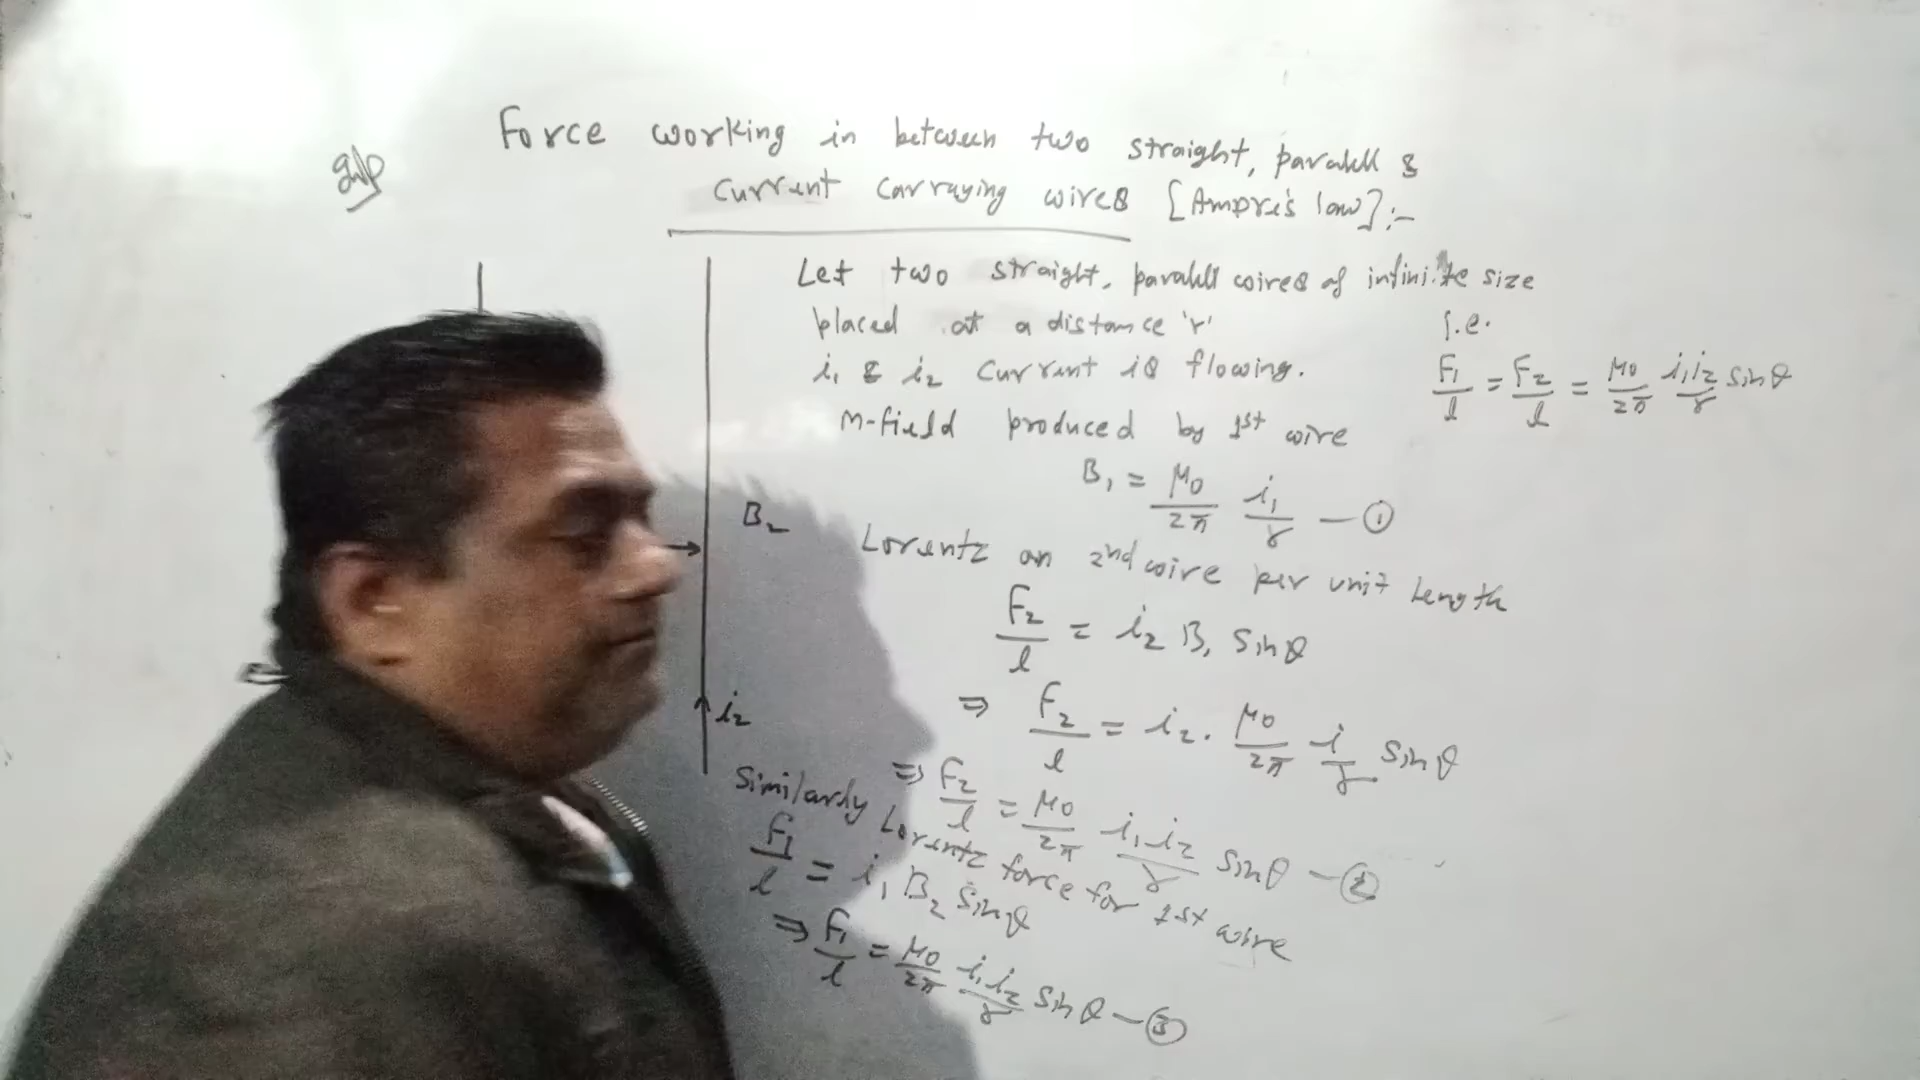 Force working in between two straight, parallel &
current carraying wires [Ampre's law]:-
Let two straight, parallel wires of infinite size
placed at a distance 'r'
i₁ & i₂ current is flowing.
M-field produced by 1st wire
B₁ = μ₀/2π i₁/r — ①
Lorentz on 2nd wire per unit length
F₂/l = i₂ B₁ sinθ
⇒ F₂/l = i₂ . μ₀/2π i/r sinθ
⇒ F₂/l = μ₀/2π i₁i₂/r sinθ — ②
Similarly Lorentz force for 1st wire
F₁/l = i₁ B₂ sinθ
⇒ F₁/l = μ₀/2π i₁i₂/r sinθ — ③
i.e.
F₁/l = F₂/l = μ₀/2π i₁i₂/r sinθ
B₂
i₂